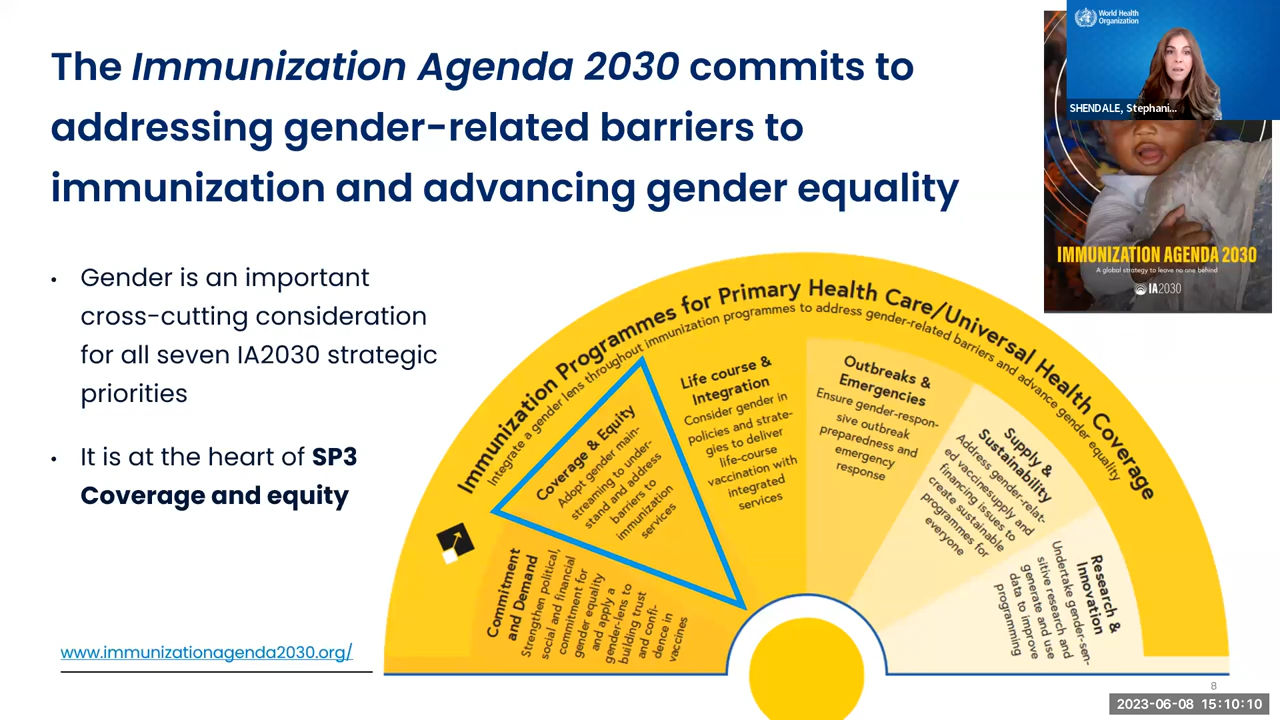 The Immunization Agenda 2030 commits to
addressing gender-related barriers to
immunization and advancing gender equality
World Health
Organization
SHENDALE, Stephani...
IMMUNIZATION AGENDA 2030
A global strategy to leave no one behind
IA2030
• Gender is an important
cross-cutting consideration
for all seven IA2030 strategic
priorities
• It is at the heart of SP3
Coverage and equity
www.immunizationagenda2030.org/
Immunization Programmes for Primary Health Care/Universal Health Coverage
Integrate a gender lens throughout immunization programmes to address gender-related barriers and advance gender equality
Commitment
and Demand
Strengthen political,
social and financial
commitment for
gender equality
and apply a
gender-lens to
building trust
and confi-
dence in
vaccines
Coverage & Equity
Adopt gender main-
streaming to under-
stand and address
barriers to
immunization
services
Life course &
Integration
Consider gender in
policies and strate-
gies to deliver
life-course
vaccination with
integrated
services
Outbreaks &
Emergencies
Ensure gender-respon-
sive outbreak
preparedness and
emergency
response
Supply &
Sustainability
Address gender-relat-
ed vaccinesupply and
financing issues to
create sustainable
programmes for
everyone
Research &
Innovation
Undertake gender-sen-
sitive research and
generate and use
data to improve
programming
8
2023-06-08 15:10:10